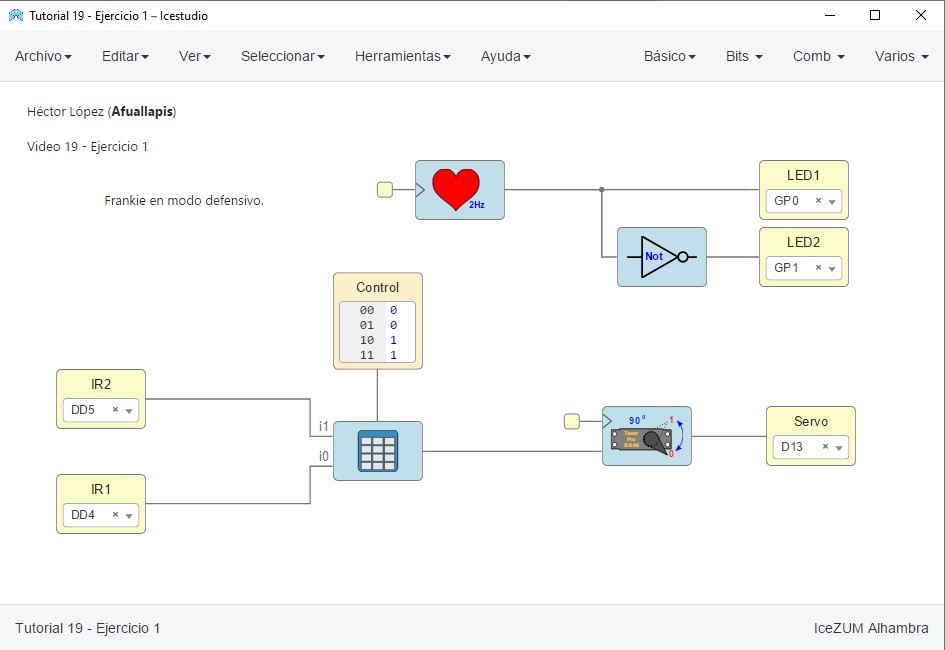 Tutorial 19 - Ejercicio 1 – Icestudio
Archivo Editar Ver Seleccionar Herramientas Ayuda Básico Bits Comb Varios
Héctor López (Afuallapis)
Video 19 - Ejercicio 1
Frankie en modo defensivo.
2Hz
LED1
GP0 ×
Not
LED2
GP1 ×
Control
00 0
01 0
10 1
11 1
IR2
DD5 ×
i1
i0
IR1
DD4 ×
90º
1
Tower
Pro
0
Servo
D13 ×
Tutorial 19 - Ejercicio 1
IceZUM Alhambra